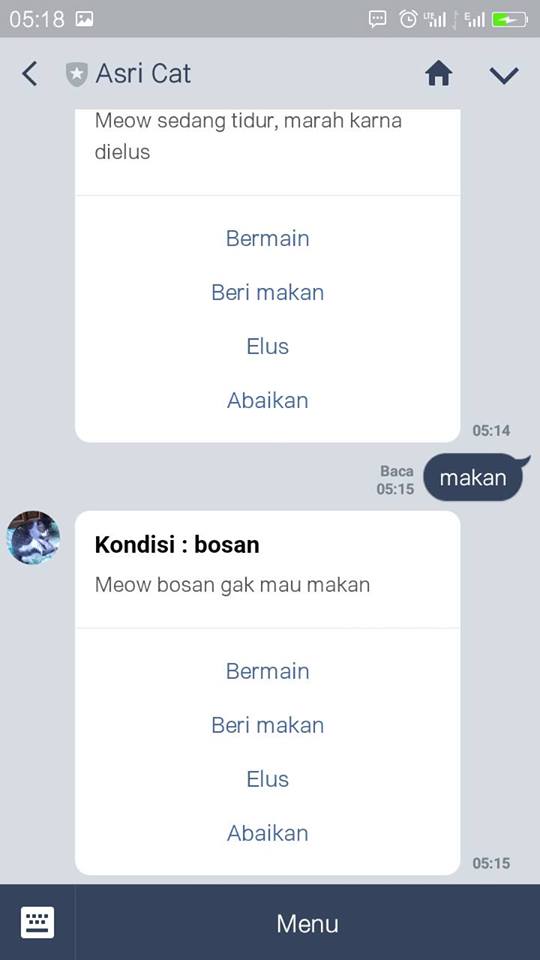 05:18
LTE
E
Asri Cat
Meow sedang tidur, marah karna
dielus
Bermain
Beri makan
Elus
Abaikan
05:14
Baca
05:15
makan
Kondisi : bosan
Meow bosan gak mau makan
Bermain
Beri makan
Elus
Abaikan
05:15
Menu